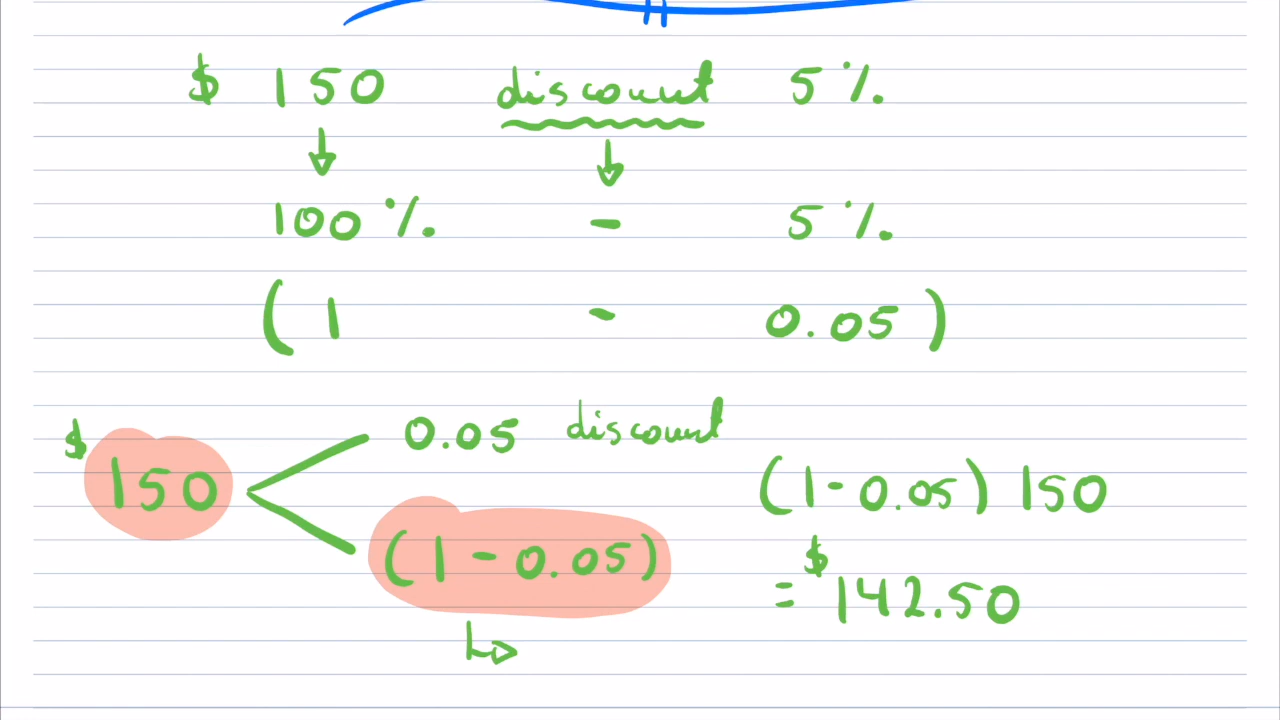 $ 150 discount 5%
100% - 5%
(1 - 0.05)
0.05 discount
$ 150
(1 - 0.05) 150
(1 - 0.05)
= $ 142.50